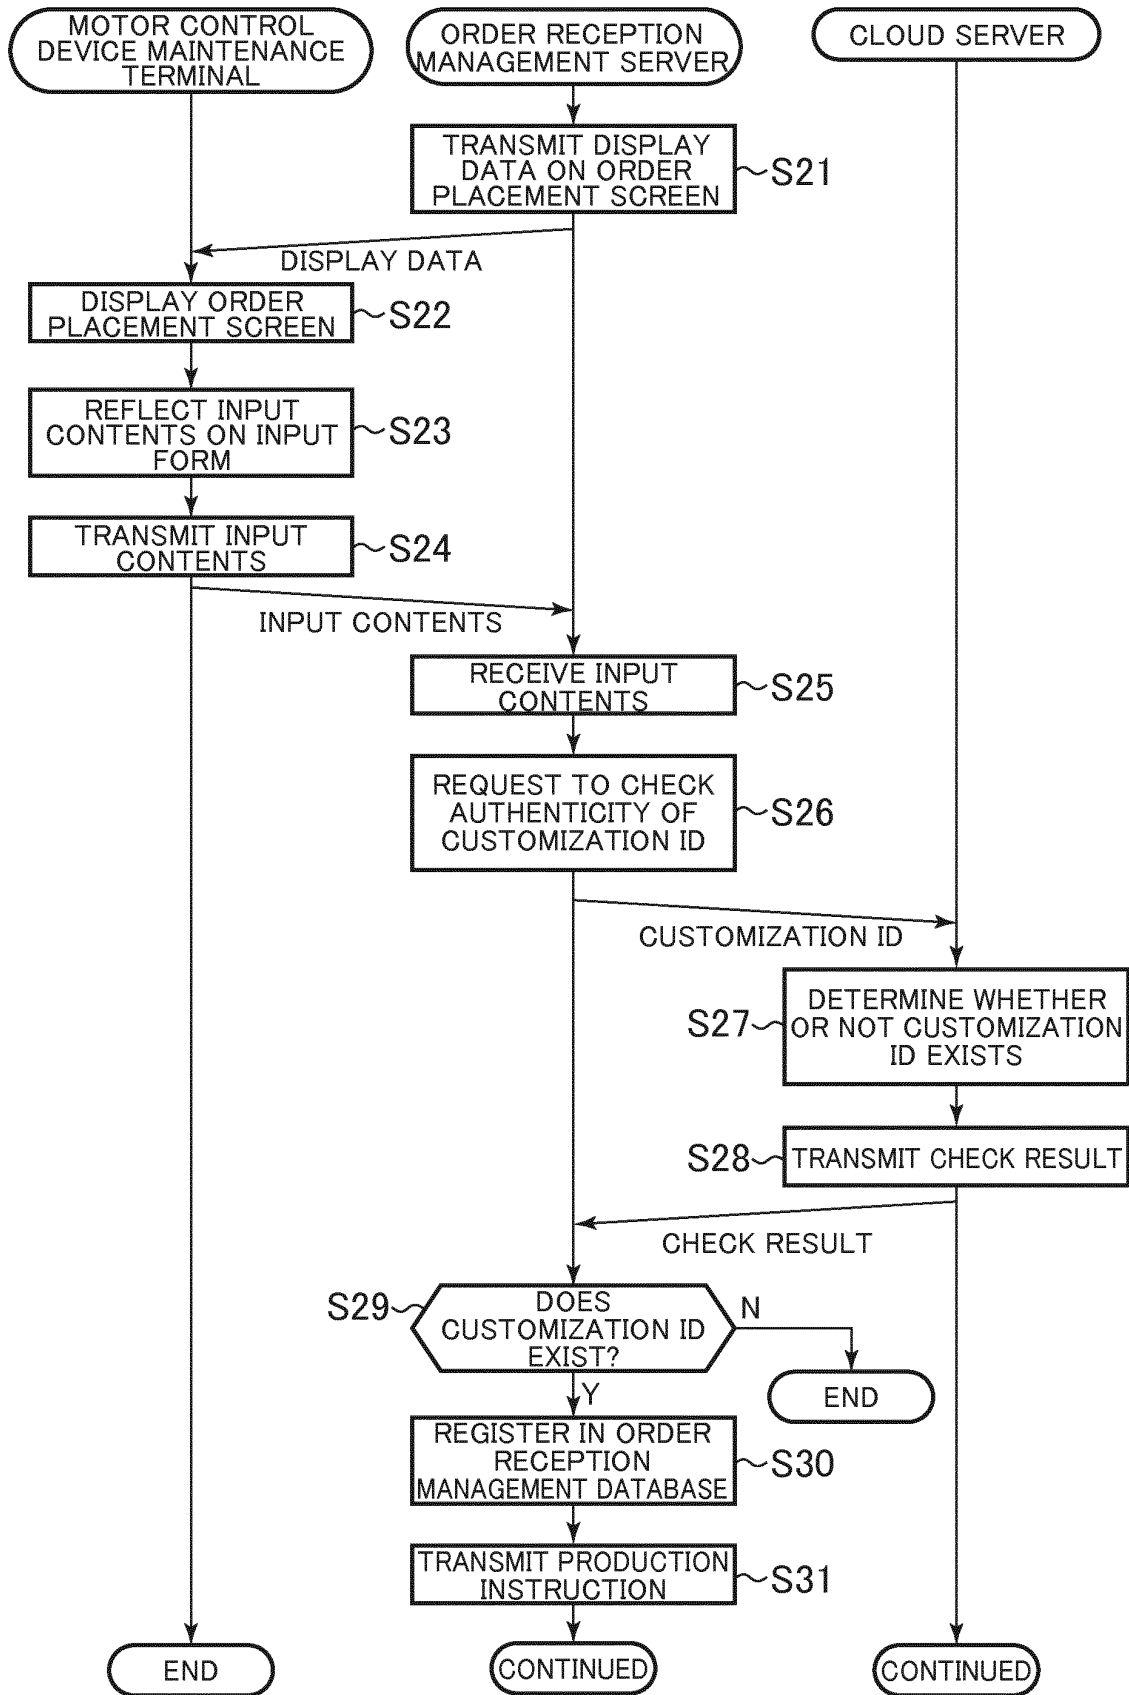 MOTOR CONTROL
DEVICE MAINTENANCE
TERMINAL
ORDER RECEPTION
MANAGEMENT SERVER
CLOUD SERVER
TRANSMIT DISPLAY
DATA ON ORDER
PLACEMENT SCREEN
S21
DISPLAY DATA
DISPLAY ORDER
PLACEMENT SCREEN
S22
REFLECT INPUT
CONTENTS ON INPUT
FORM
S23
TRANSMIT INPUT
CONTENTS
S24
INPUT CONTENTS
RECEIVE INPUT
CONTENTS
S25
REQUEST TO CHECK
AUTHENTICITY OF
CUSTOMIZATION ID
S26
CUSTOMIZATION ID
S27
DETERMINE WHETHER
OR NOT CUSTOMIZATION
ID EXISTS
S28
TRANSMIT CHECK RESULT
CHECK RESULT
S29
DOES
CUSTOMIZATION ID
EXIST?
N
END
Y
REGISTER IN ORDER
RECEPTION
MANAGEMENT DATABASE
S30
TRANSMIT PRODUCTION
INSTRUCTION
S31
END
CONTINUED
CONTINUED